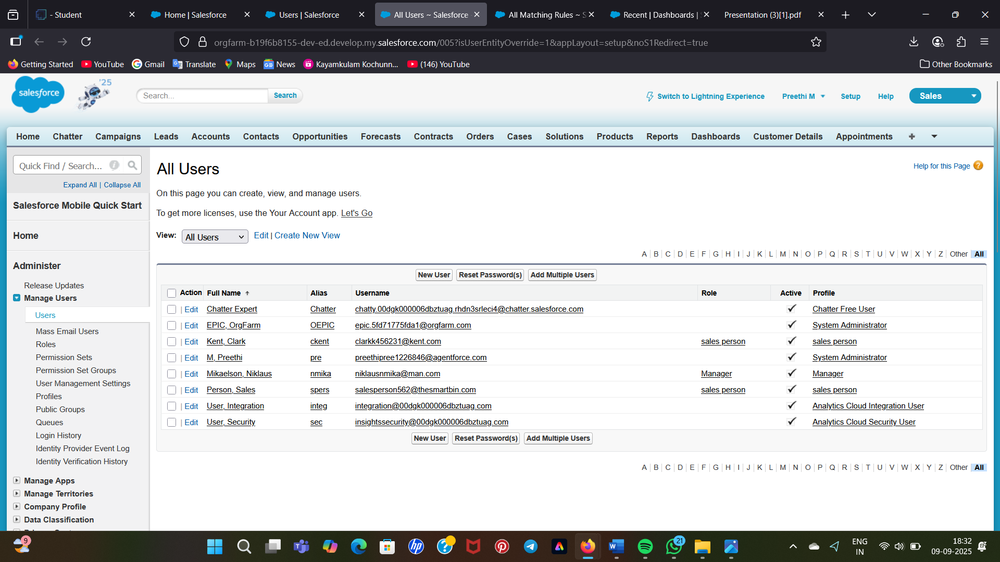 - Student
Home | Salesforce
Users | Salesforce
All Users ~ Salesforce
All Matching Rules ~ S
Recent | Dashboards |
Presentation (3)[1].pdf
orgfarm-b19f6b8155-dev-ed.develop.my.salesforce.com/005?isUserEntityOverride=1&appLayout=setup&noS1Redirect=true
Getting Started
YouTube
Gmail
Translate
Maps
News
Kayamkulam Kochunn...
(146) YouTube
Other Bookmarks
salesforce
'25
Search...
Search
Switch to Lightning Experience
Preethi M
Setup
Help
Sales
Home Chatter Campaigns Leads Accounts Contacts Opportunities Forecasts Contracts Orders Cases Solutions Products Reports Dashboards Customer Details Appointments +
Quick Find / Search...
Expand All | Collapse All
Salesforce Mobile Quick Start
Home
Administer
Release Updates
Manage Users
Users
Mass Email Users
Roles
Permission Sets
Permission Set Groups
User Management Settings
Profiles
Public Groups
Queues
Login History
Identity Provider Event Log
Identity Verification History
Manage Apps
Manage Territories
Company Profile
Data Classification
All Users
Help for this Page ?
On this page you can create, view, and manage users.
To get more licenses, use the Your Account app. Let's Go
View: All Users Edit | Create New View
A | B | C | D | E | F | G | H | I | J | K | L | M | N | O | P | Q | R | S | T | U | V | W | X | Y | Z | Other | All
New User Reset Password(s) Add Multiple Users
Action Full Name ↑ Alias Username Role Active Profile
| Edit Chatter Expert Chatter chatty.00dgk000006dbztuag.rhdn3srleci4@chatter.salesforce.com Chatter Free User
| Edit EPIC, OrgFarm OEPIC epic.5fd71775fda1@orgfarm.com System Administrator
| Edit Kent, Clark ckent clarkk456231@kent.com sales person sales person
| Edit M, Preethi pre preethipree1226846@agentforce.com System Administrator
| Edit Mikaelson, Niklaus nmika niklausnmika@man.com Manager Manager
| Edit Person, Sales spers salesperson562@thesmartbin.com sales person sales person
| Edit User, Integration integ integration@00dgk000006dbztuag.com Analytics Cloud Integration User
| Edit User, Security sec insightssecurity@00dgk000006dbztuag.com Analytics Cloud Security User
New User Reset Password(s) Add Multiple Users
A | B | C | D | E | F | G | H | I | J | K | L | M | N | O | P | Q | R | S | T | U | V | W | X | Y | Z | Other | All
9
hp
21
ENG
IN
18:32
09-09-2025